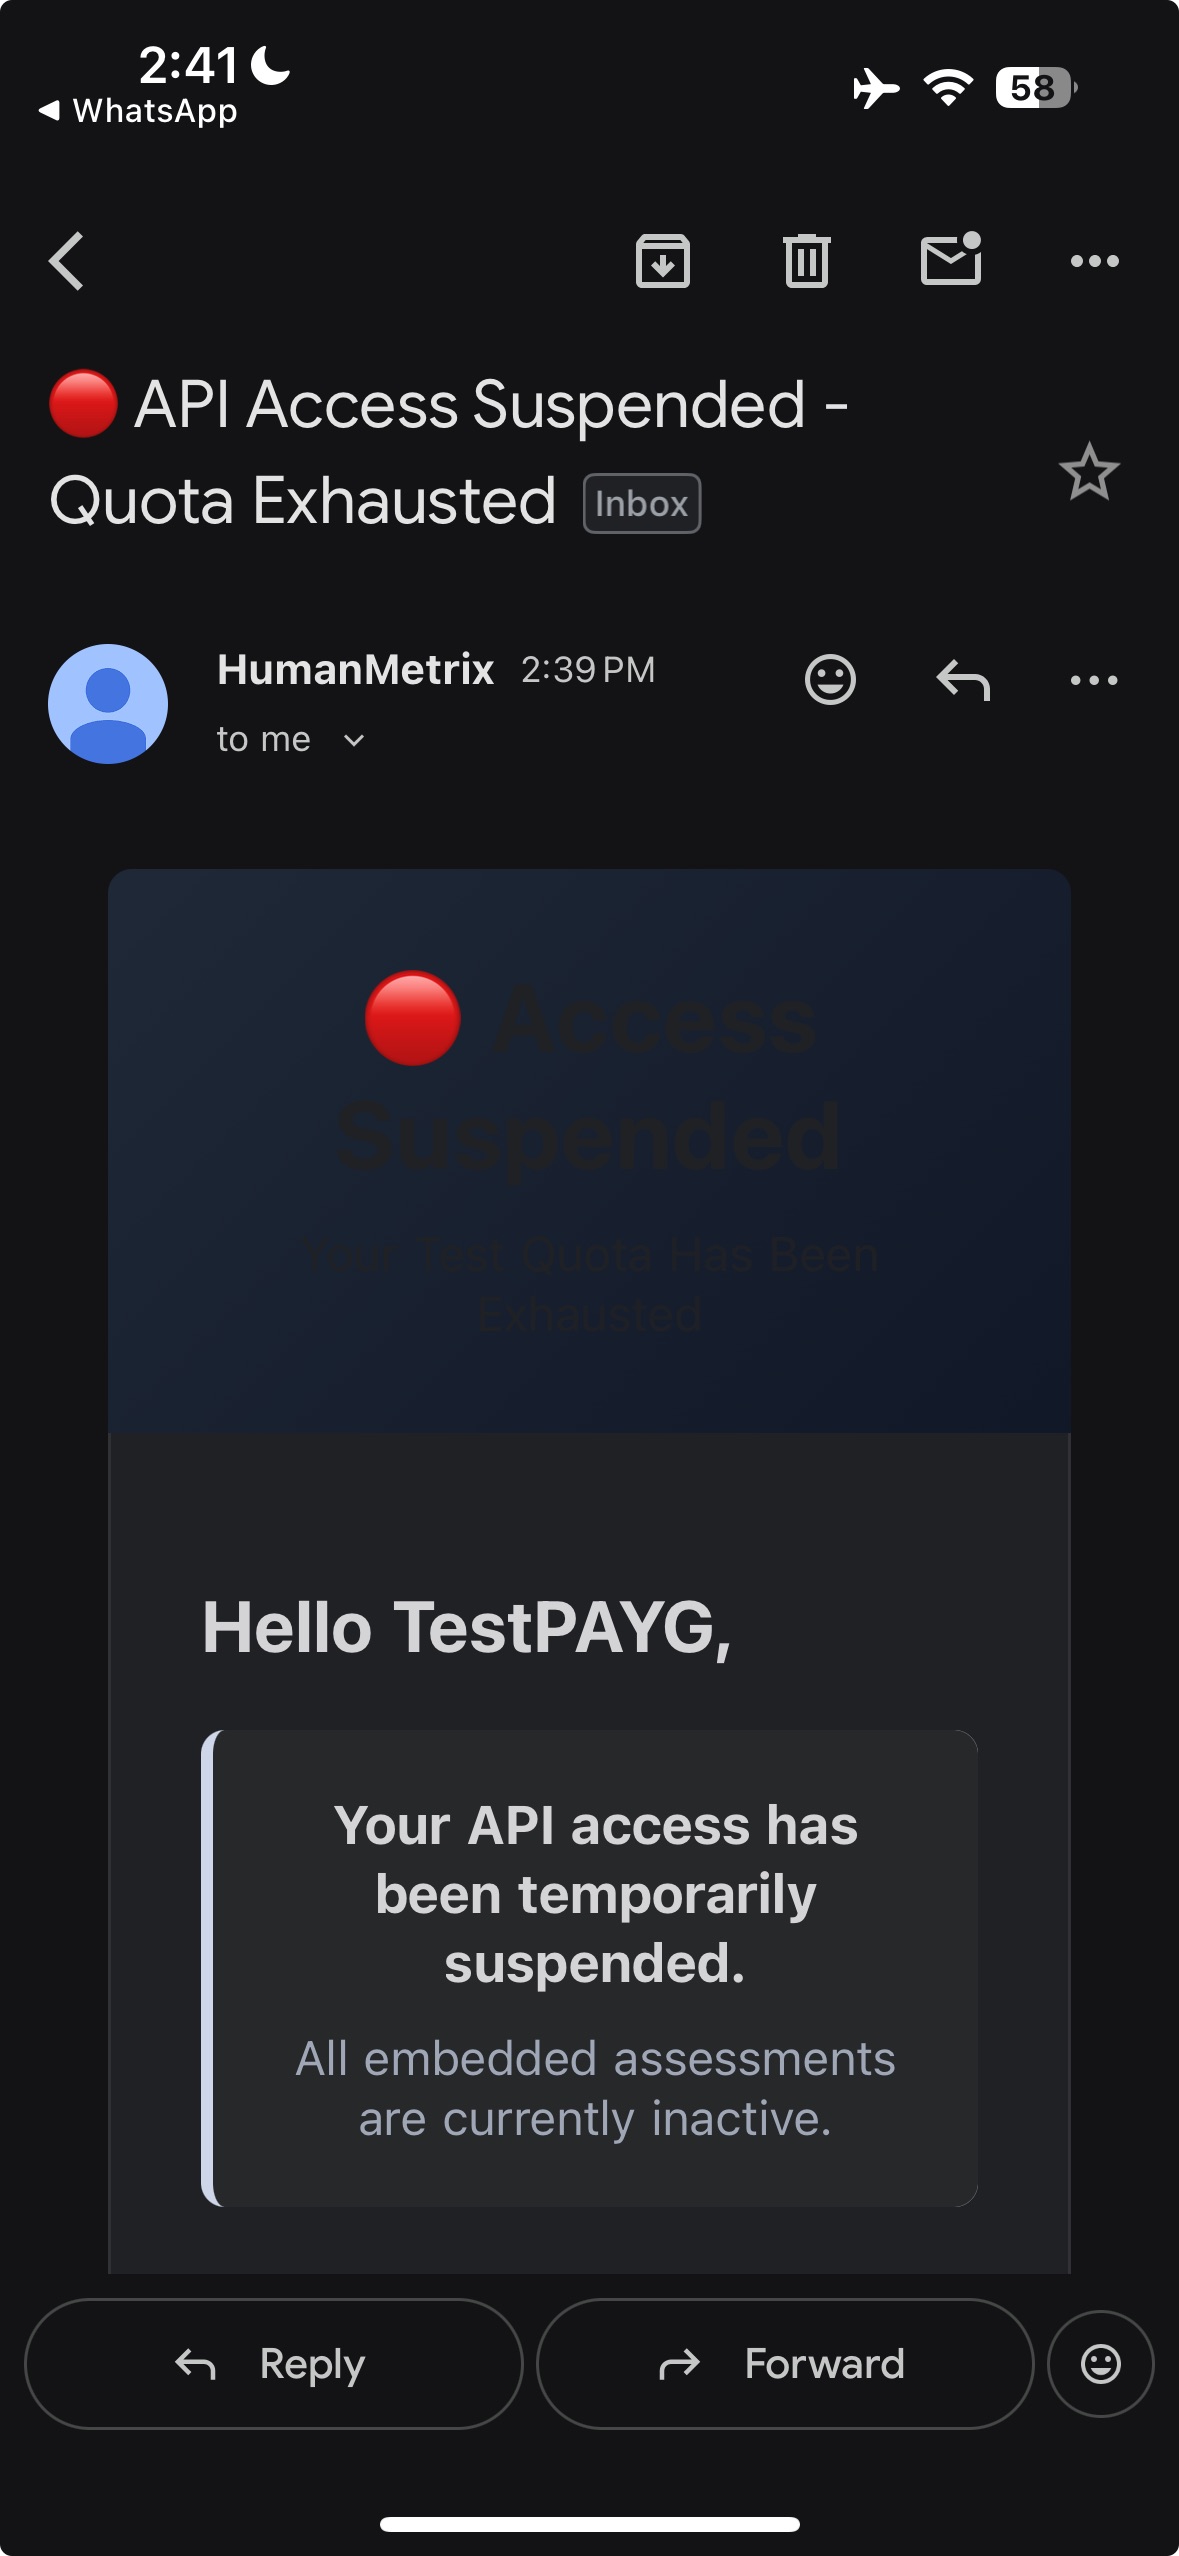 2:41
WhatsApp
58
API Access Suspended -
Quota Exhausted Inbox
HumanMetrix 2:39 PM
to me
Access
Suspended
Your Test Quota Has Been
Exhausted
Hello TestPAYG,
Your API access has
been temporarily
suspended.
All embedded assessments
are currently inactive.
Reply Forward